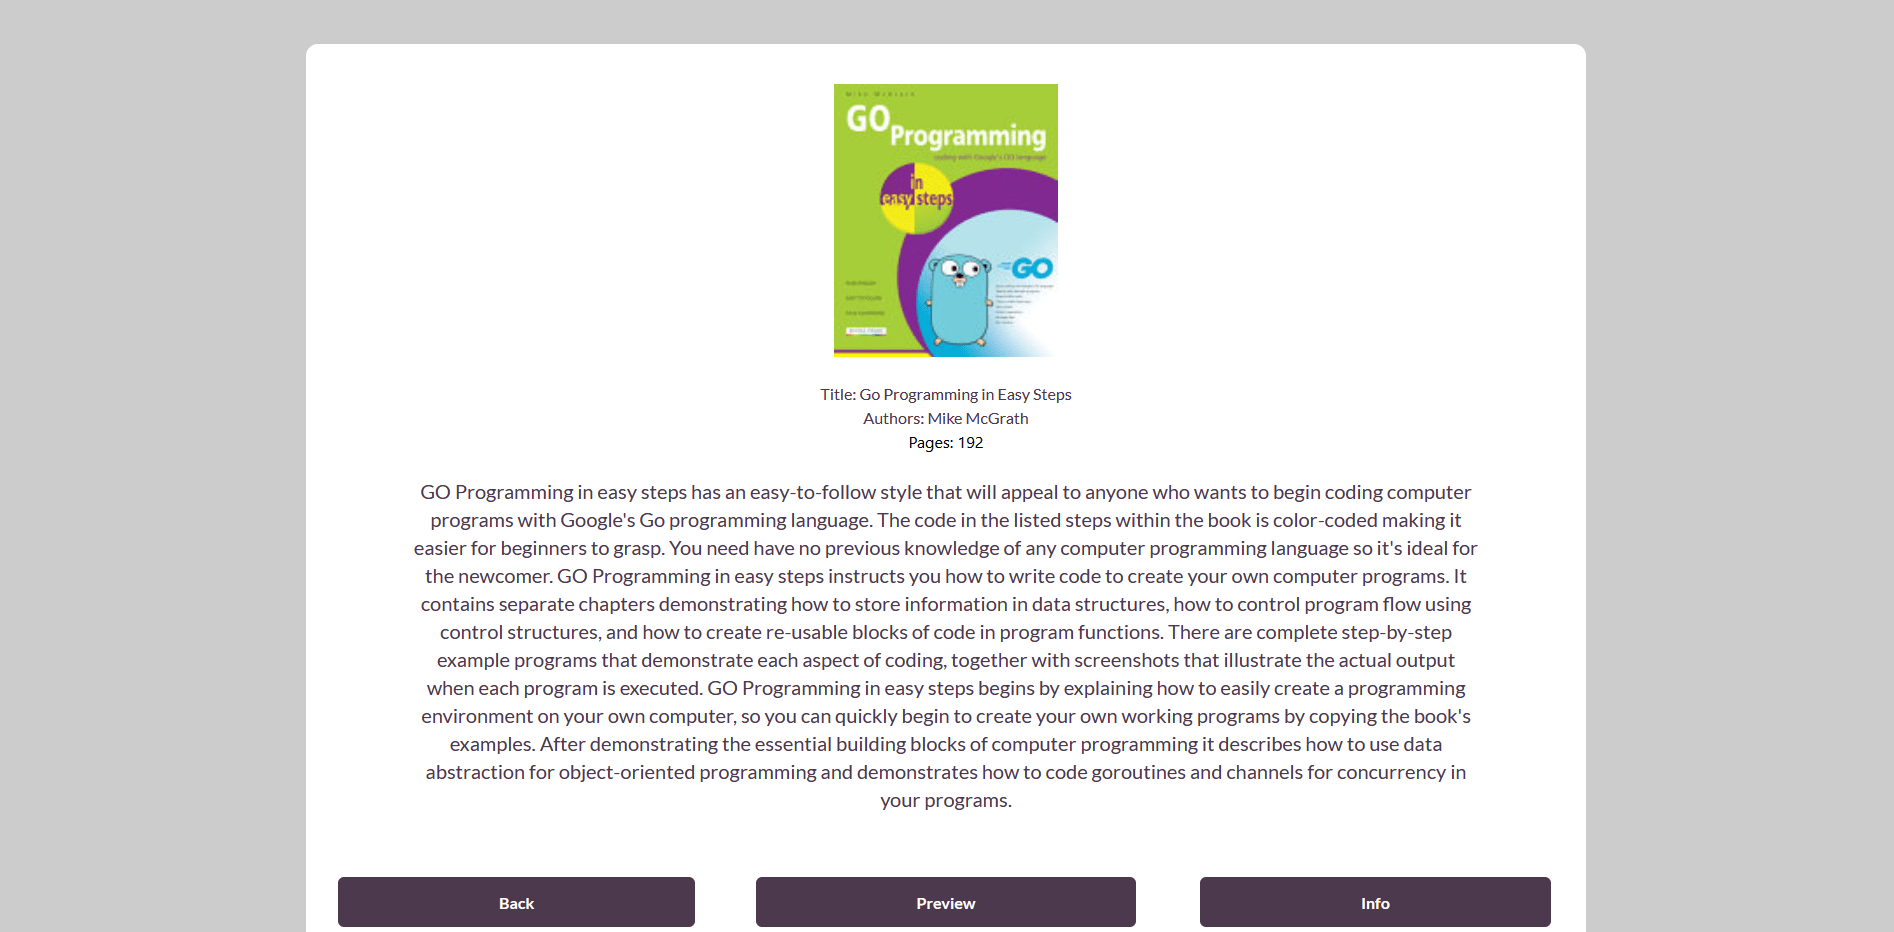 Mike McGrath
GO
Programming
coding with Google's GO language
in
easy steps
GO
Title: Go Programming in Easy Steps
Authors: Mike McGrath
Pages: 192
GO Programming in easy steps has an easy-to-follow style that will appeal to anyone who wants to begin coding computer
programs with Google's Go programming language. The code in the listed steps within the book is color-coded making it
easier for beginners to grasp. You need have no previous knowledge of any computer programming language so it's ideal for
the newcomer. GO Programming in easy steps instructs you how to write code to create your own computer programs. It
contains separate chapters demonstrating how to store information in data structures, how to control program flow using
control structures, and how to create re-usable blocks of code in program functions. There are complete step-by-step
example programs that demonstrate each aspect of coding, together with screenshots that illustrate the actual output
when each program is executed. GO Programming in easy steps begins by explaining how to easily create a programming
environment on your own computer, so you can quickly begin to create your own working programs by copying the book's
examples. After demonstrating the essential building blocks of computer programming it describes how to use data
abstraction for object-oriented programming and demonstrates how to code goroutines and channels for concurrency in
your programs.
Back
Preview
Info